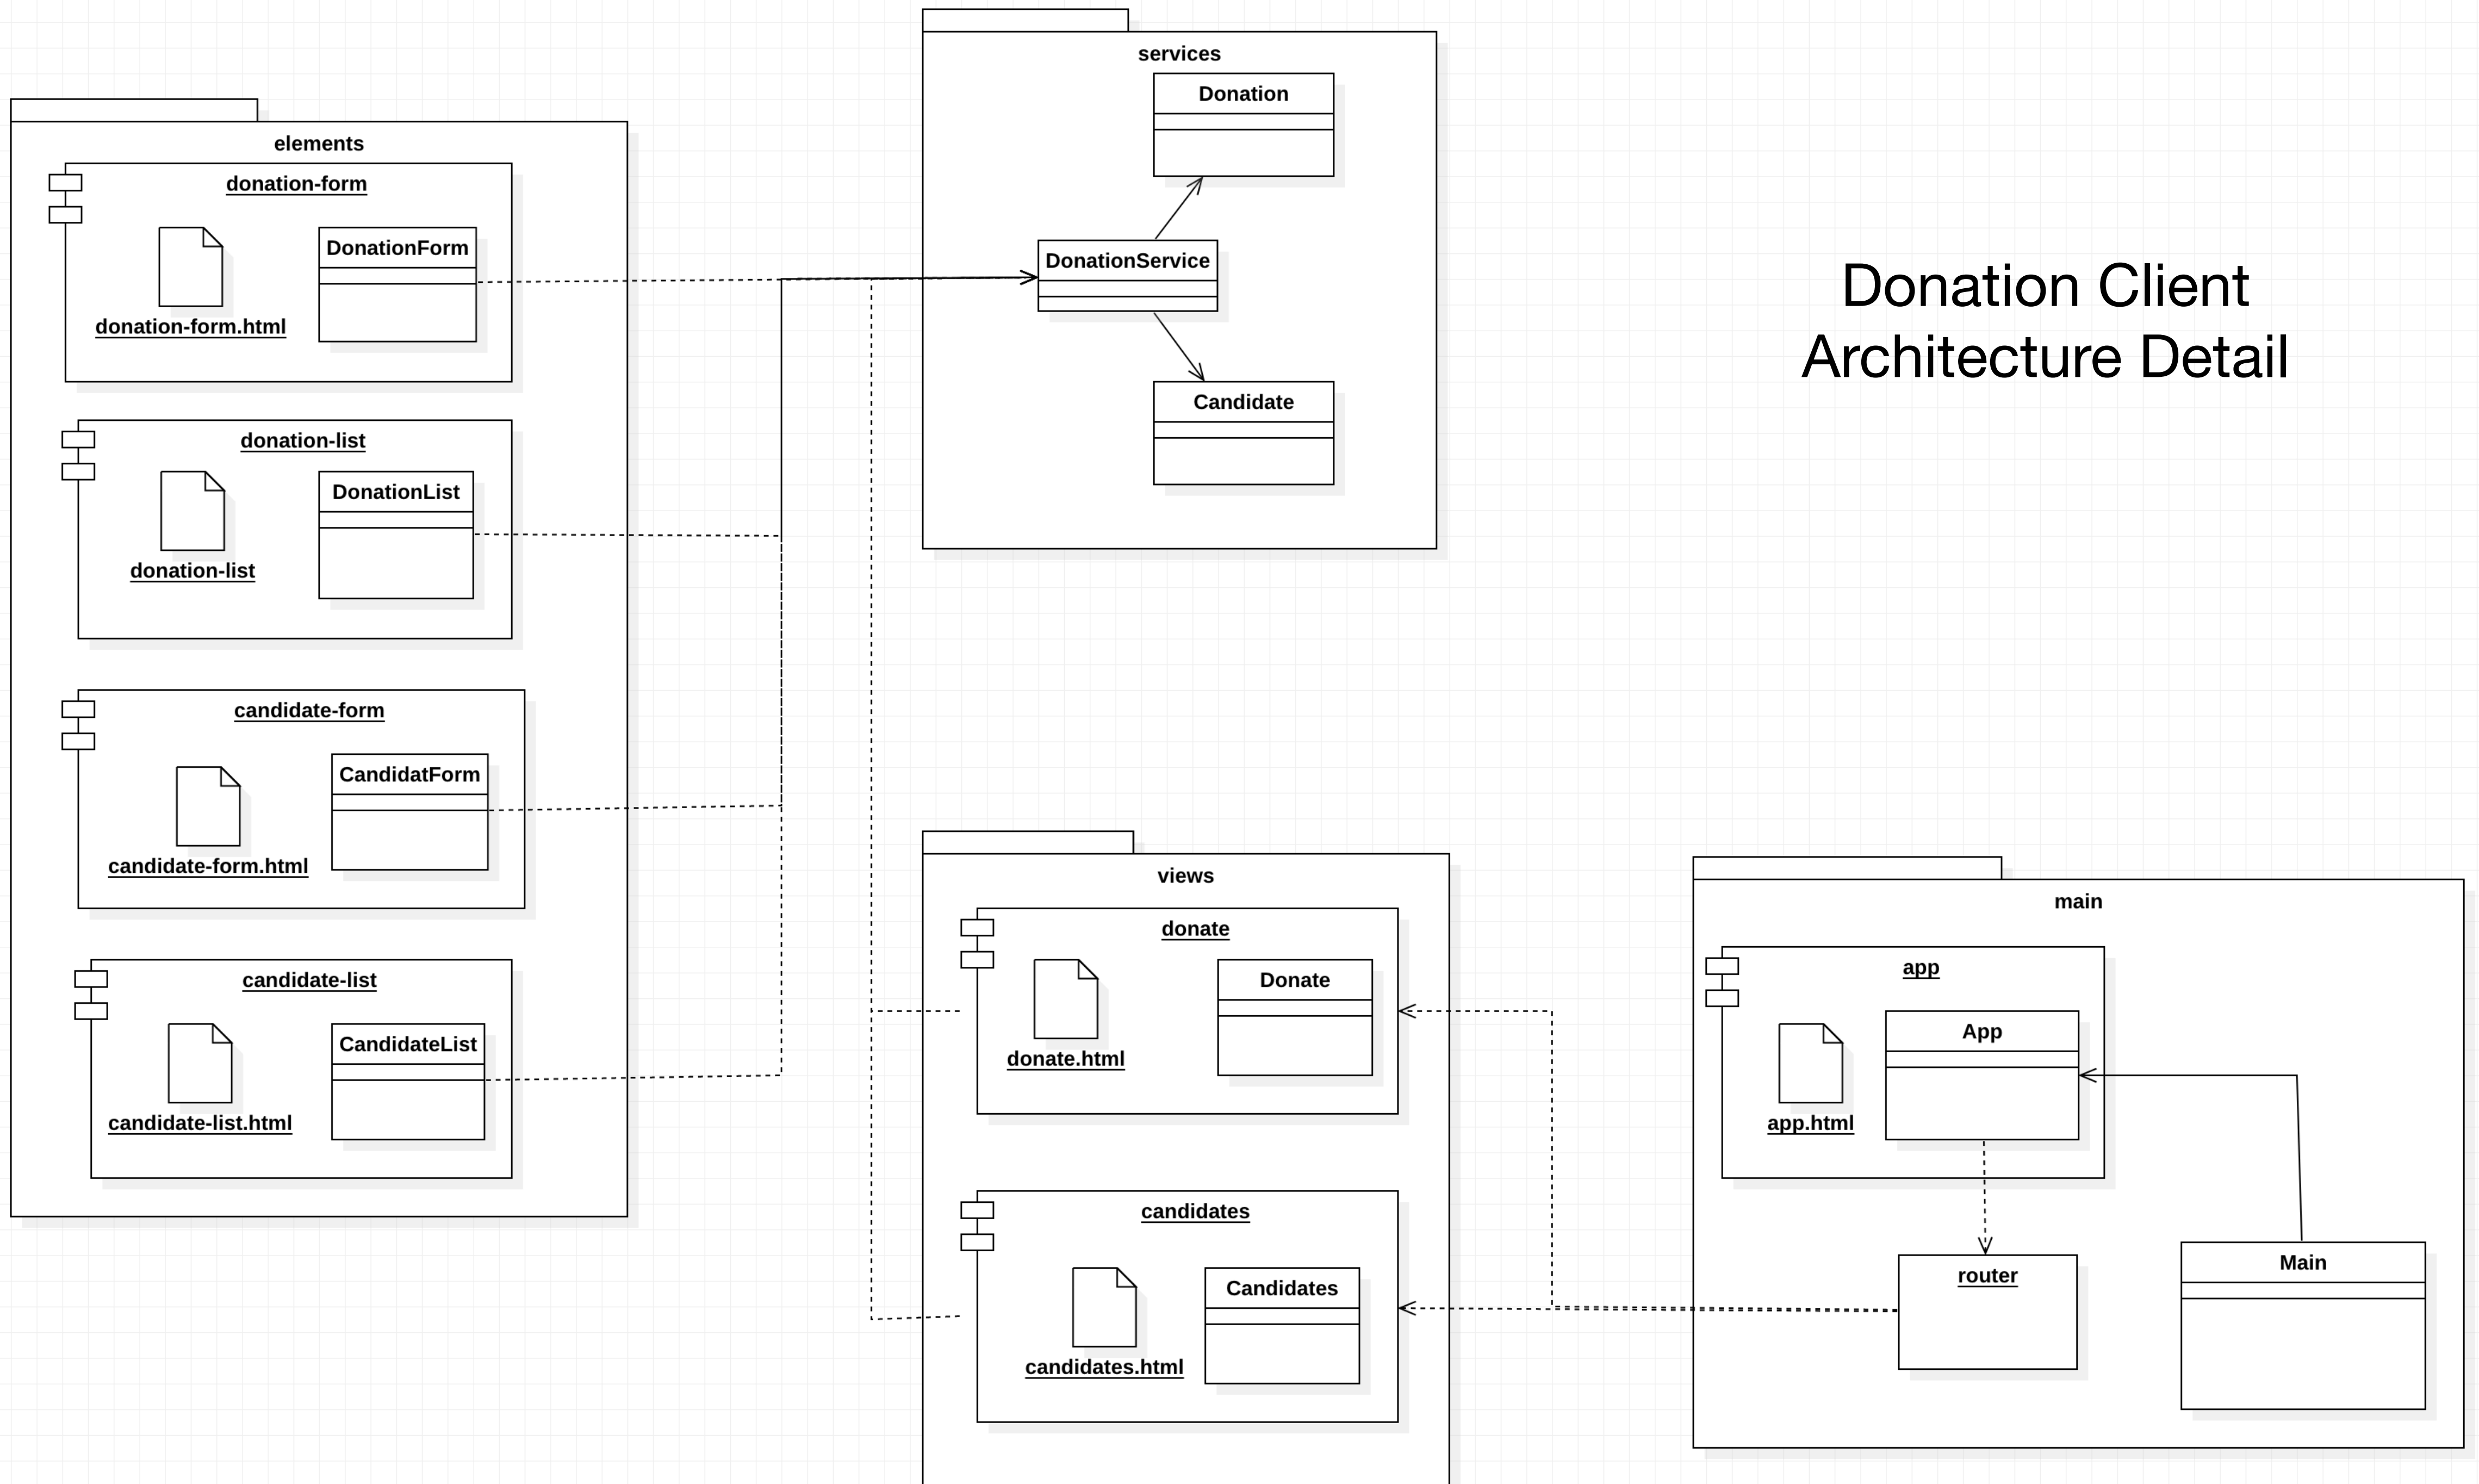 services
Donation
DonationService
Candidate
Donation Client
Architecture Detail
elements
donation-form
DonationForm
donation-form.html
donation-list
DonationList
donation-list
candidate-form
CandidatForm
candidate-form.html
candidate-list
CandidateList
candidate-list.html
views
donate
Donate
donate.html
candidates
Candidates
candidates.html
main
app
App
app.html
router
Main